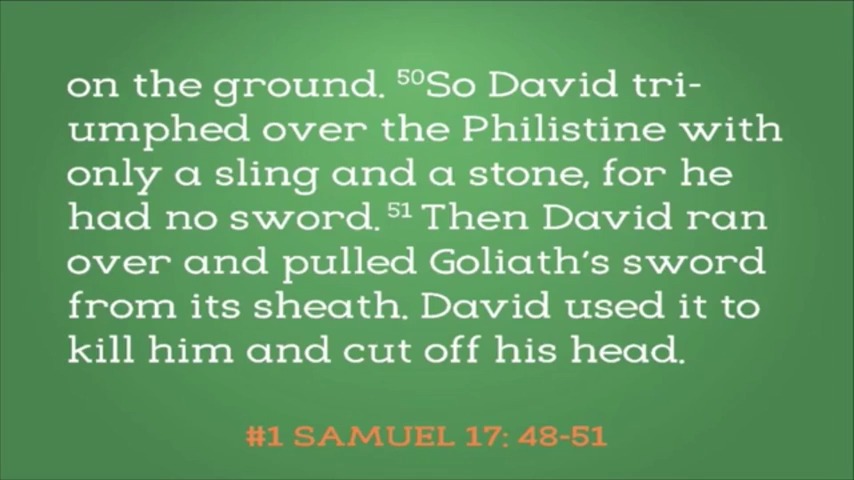 on the ground. ⁵⁰So David tri-
umphed over the Philistine with
only a sling and a stone, for he
had no sword. ⁵¹ Then David ran
over and pulled Goliath's sword
from its sheath. David used it to
kill him and cut off his head.
#1 SAMUEL 17: 48-51